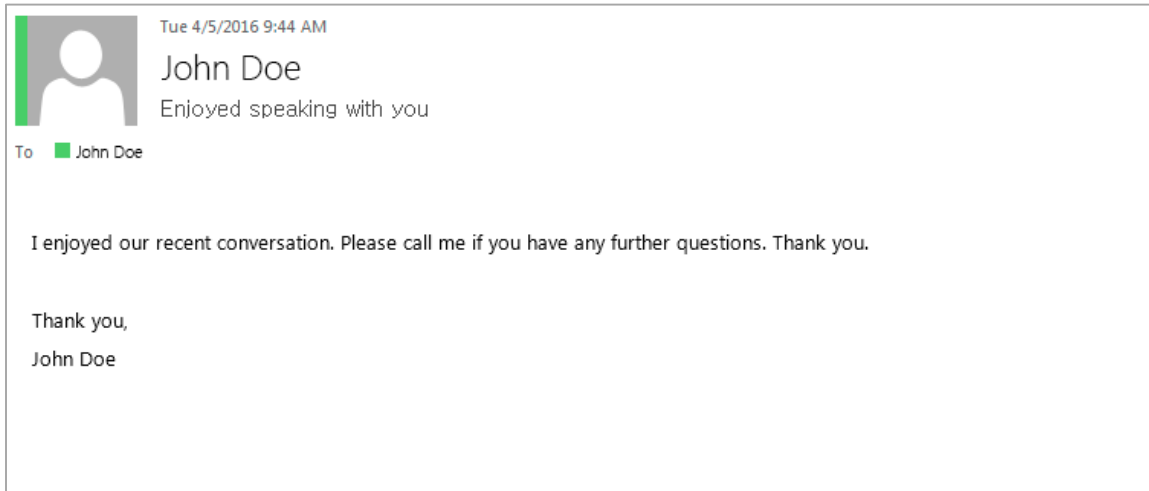 Tue 4/5/2016 9:44 AM
John Doe
Enjoyed speaking with you
To John Doe
I enjoyed our recent conversation. Please call me if you have any further questions. Thank you.
Thank you,
John Doe